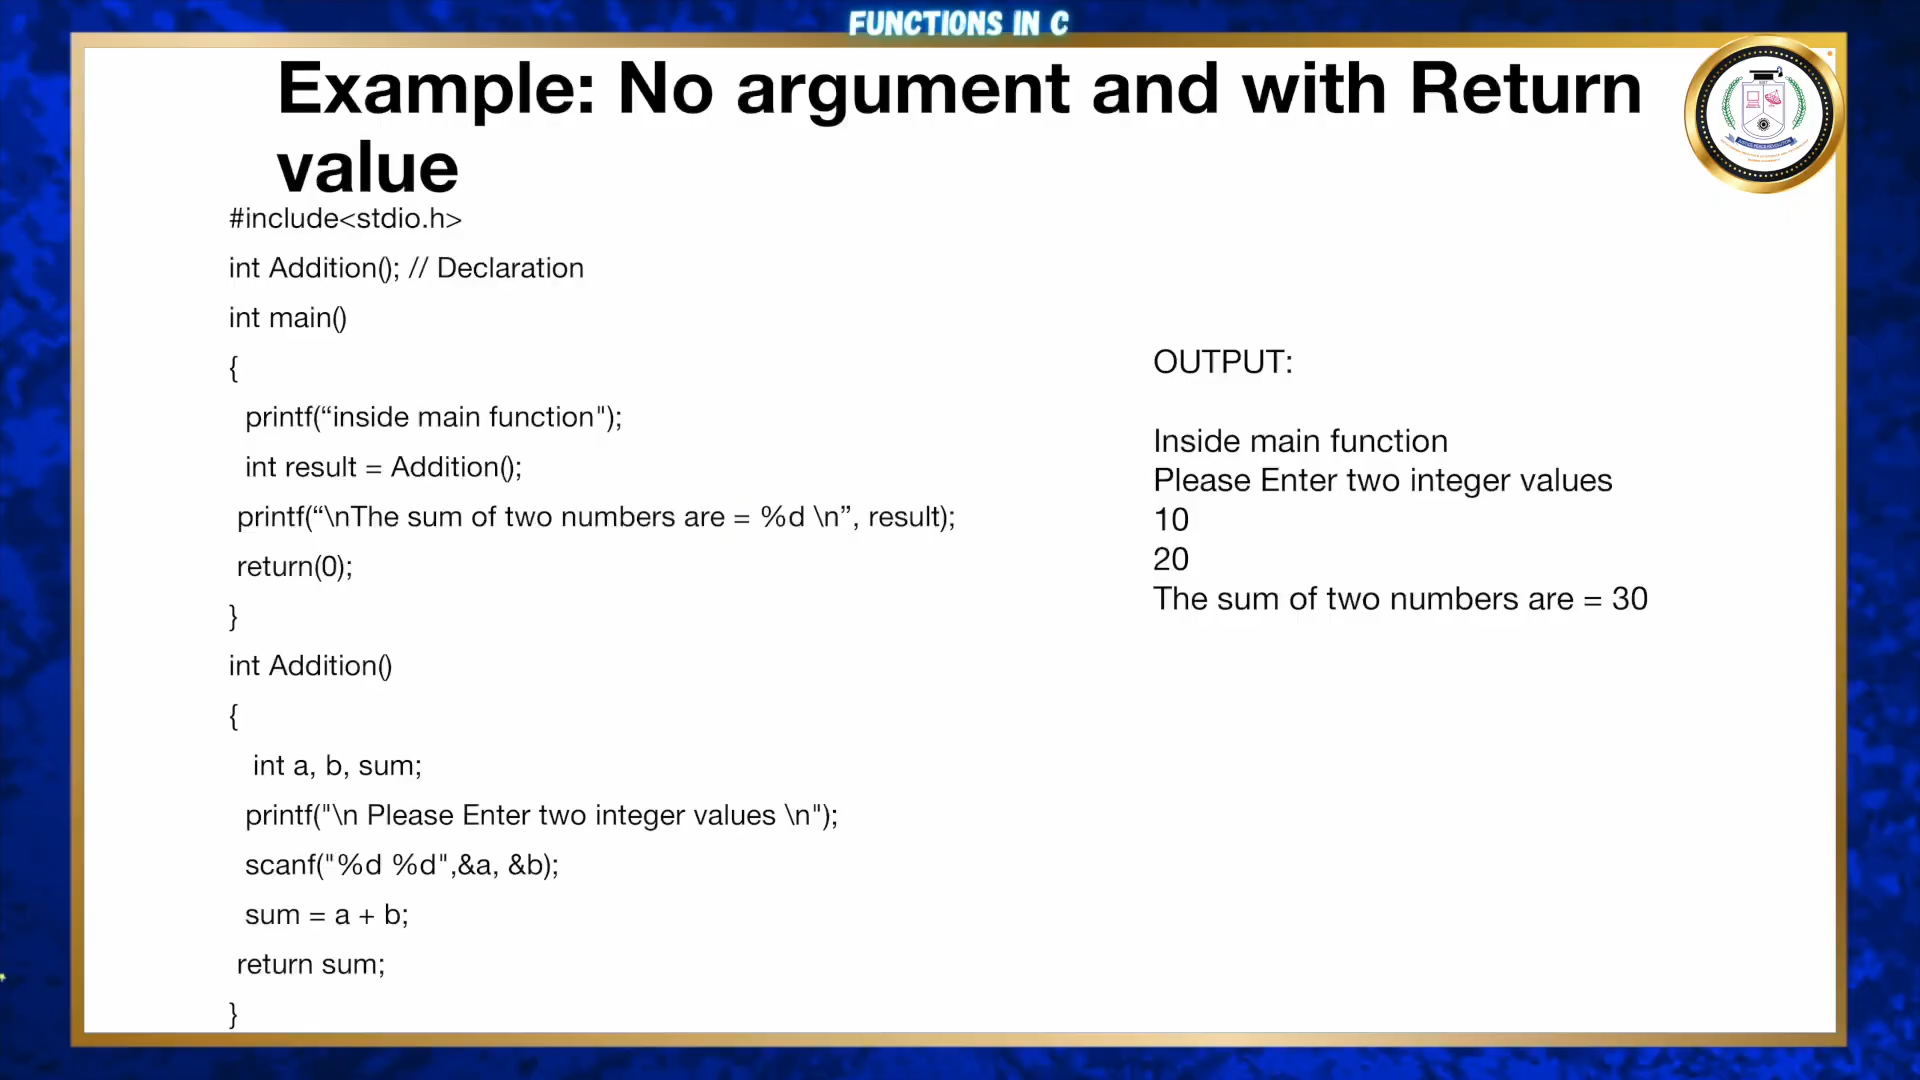 FUNCTIONS IN C
Example: No argument and with Return
value
#include<stdio.h>
int Addition(); // Declaration
int main()
{
printf(“inside main function");
int result = Addition();
printf(“\nThe sum of two numbers are = %d \n”, result);
return(0);
}
int Addition()
{
int a, b, sum;
printf("\n Please Enter two integer values \n");
scanf("%d %d",&a, &b);
sum = a + b;
return sum;
}
OUTPUT:
Inside main function
Please Enter two integer values
10
20
The sum of two numbers are = 30